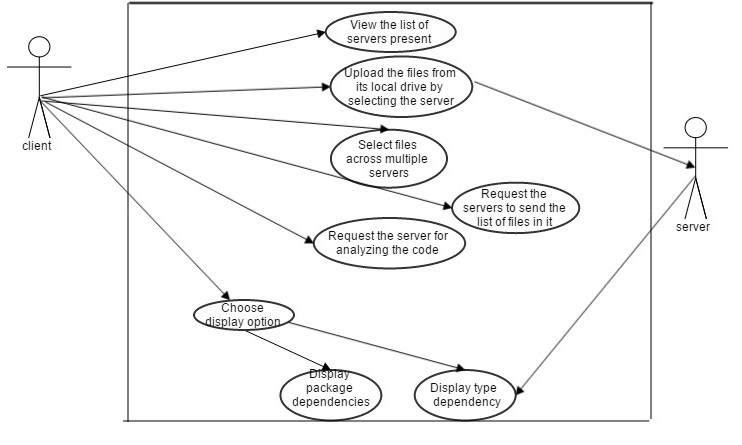 View the list of
servers present
Upload the files from
its local drive by
selecting the server
client
Select files
across multiple
servers
Request the
servers to send the
list of files in it
server
Request the server for
analyzing the code
Choose
display option
Display
package
dependencies
Display type
dependency